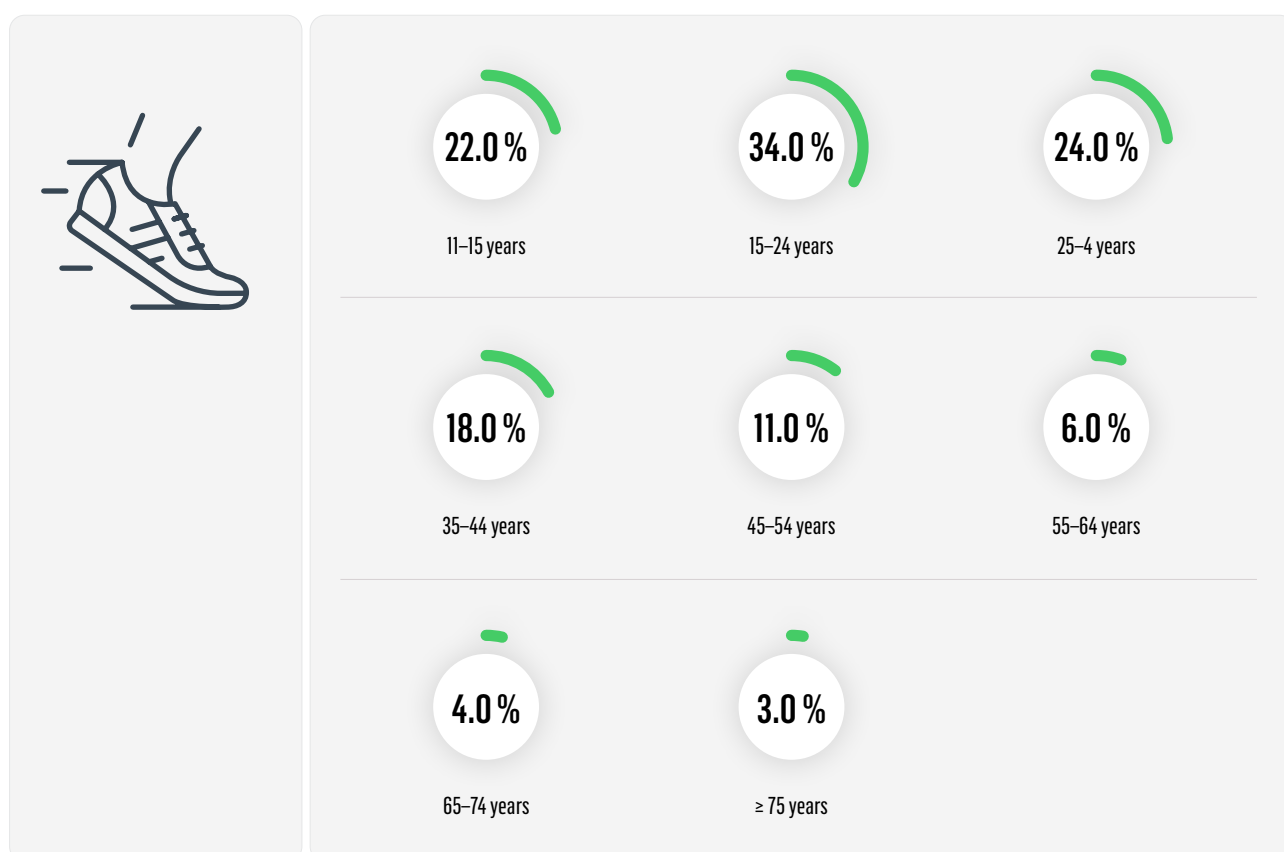 22.0 %
34.0 %
24.0 %
11–15 years
15–24 years
25–4 years
18.0 %
11.0 %
6.0 %
35–44 years
45–54 years
55–64 years
4.0 %
3.0 %
65–74 years
≥ 75 years